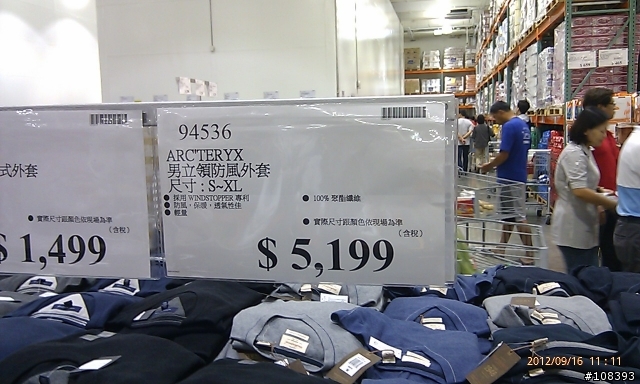 式外套
● 實際尺寸跟顏色依現場為準
(含稅)
$ 1,499
94536
ARCTERYX
男立領防風外套
尺寸：S~XL
● 採用 WINDSTOPPER 專利
● 防風，保暖，透氣性佳
● 輕量
● 100% 聚酯纖維
● 實際尺寸跟顏色依現場為準
(含稅)
$ 5,199
2012/09/16 11:11
#108393